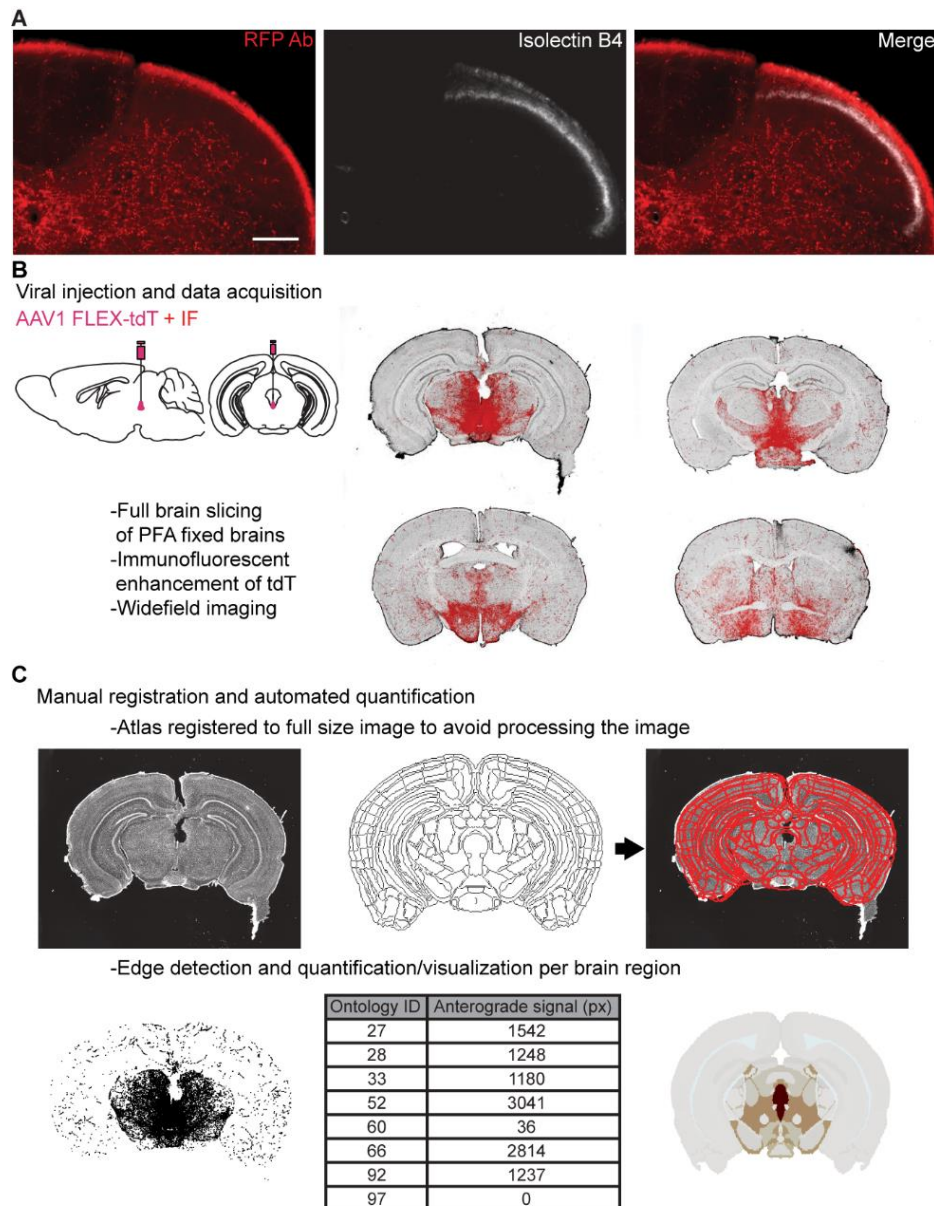 A
RFP Ab
Isolectin B4
Merge
B
Viral injection and data acquisition
AAV1 FLEX-tdT + IF
-Full brain slicing
of PFA fixed brains
-Immunofluorescent
enhancement of tdT
-Widefield imaging
C
Manual registration and automated quantification
-Atlas registered to full size image to avoid processing the image
-Edge detection and quantification/visualization per brain region
Ontology ID Anterograde signal (px)
27 1542
28 1248
33 1180
52 3041
60 36
66 2814
92 1237
97 0